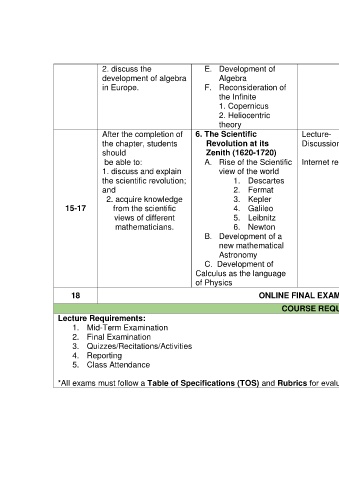 2. discuss the
development of algebra
in Europe.
E. Development of
Algebra
F. Reconsideration of
the Infinite
1. Copernicus
2. Heliocentric
theory
15-17
After the completion of
the chapter, students
should
be able to:
1. discuss and explain
the scientific revolution;
and
2. acquire knowledge
from the scientific
views of different
mathematicians.
6. The Scientific
Revolution at its
Zenith (1620-1720)
A. Rise of the Scientific
view of the world
1. Descartes
2. Fermat
3. Kepler
4. Galileo
5. Leibnitz
6. Newton
B. Development of a
new mathematical
Astronomy
C. Development of
Calculus as the language
of Physics
Lecture-
Discussion
Internet re
18
ONLINE FINAL EXAM
COURSE REQU
Lecture Requirements:
1. Mid-Term Examination
2. Final Examination
3. Quizzes/Recitations/Activities
4. Reporting
5. Class Attendance
*All exams must follow a Table of Specifications (TOS) and Rubrics for evalu